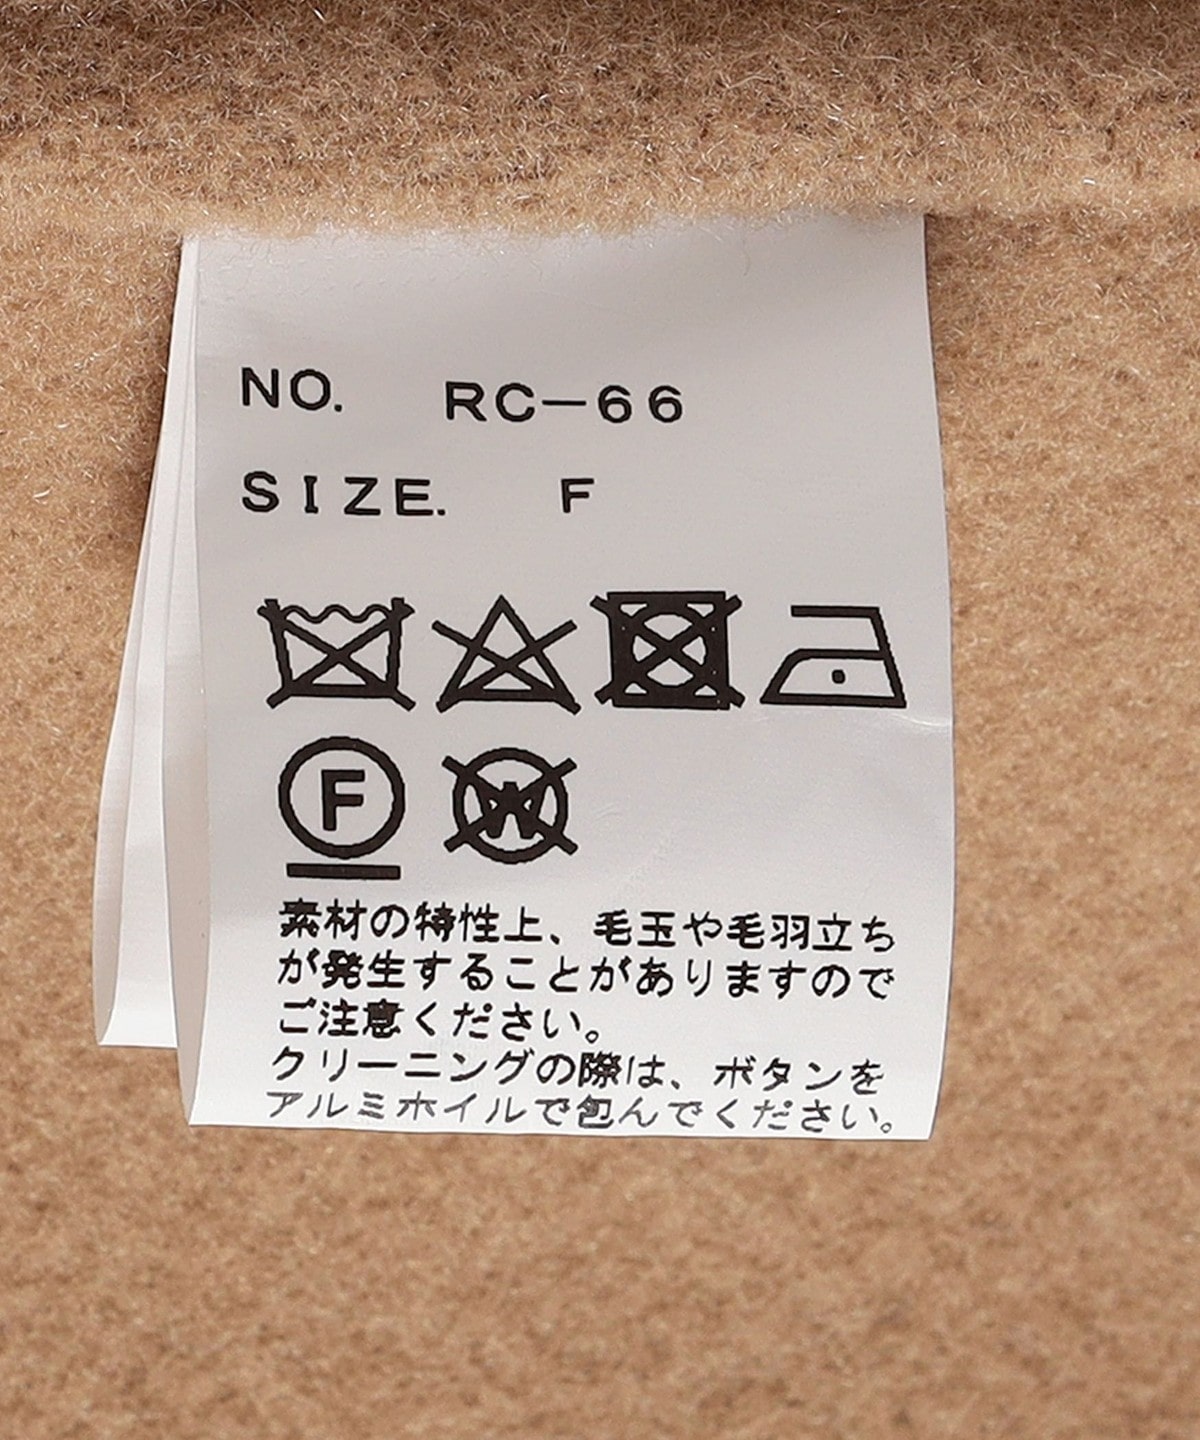 NO. RC-66
SIZE. F
F W
素材の特性上、毛玉や毛羽立ち
が発生することがありますので
ご注意ください。
クリーニングの際は、ボタンを
アルミホイルで包んでください。